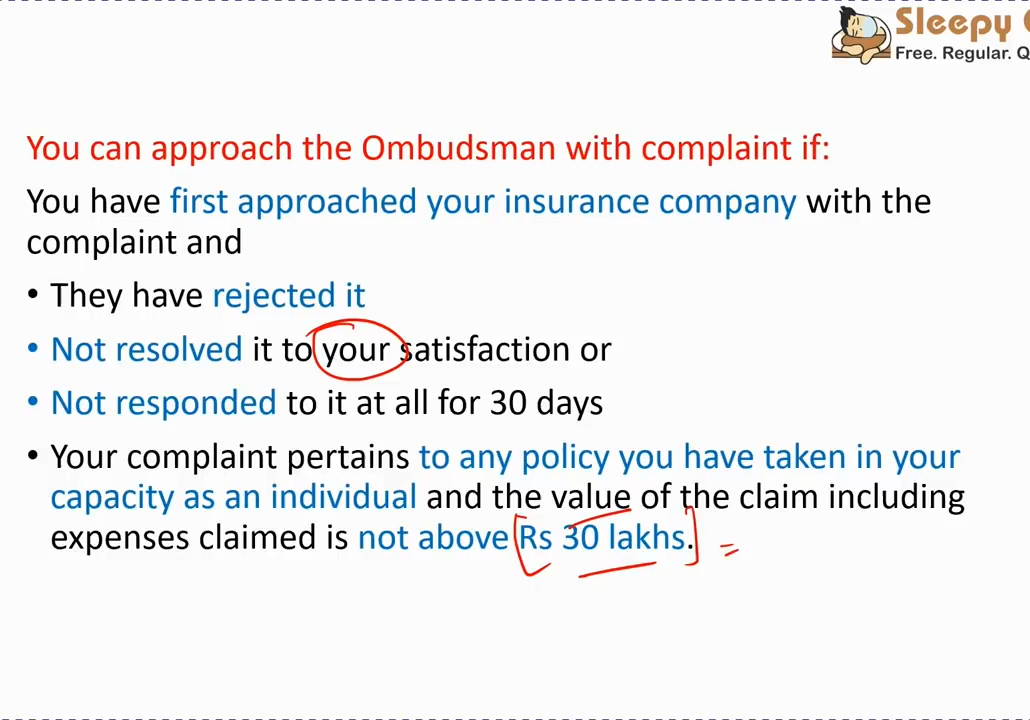 Sleepy
Free. Regular. Q
You can approach the Ombudsman with complaint if:
You have first approached your insurance company with the
complaint and
• They have rejected it
• Not resolved it to your satisfaction or
• Not responded to it at all for 30 days
• Your complaint pertains to any policy you have taken in your
capacity as an individual and the value of the claim including
expenses claimed is not above Rs 30 lakhs. =